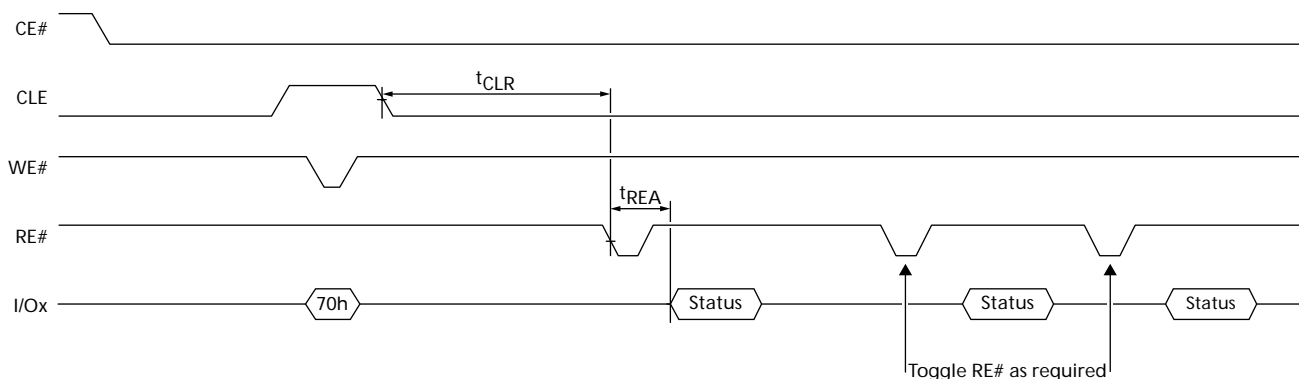 CE#
CLE
tCLR
WE#
tREA
RE#
I/Ox
70h
Status
Status
Status
Toggle RE# as required